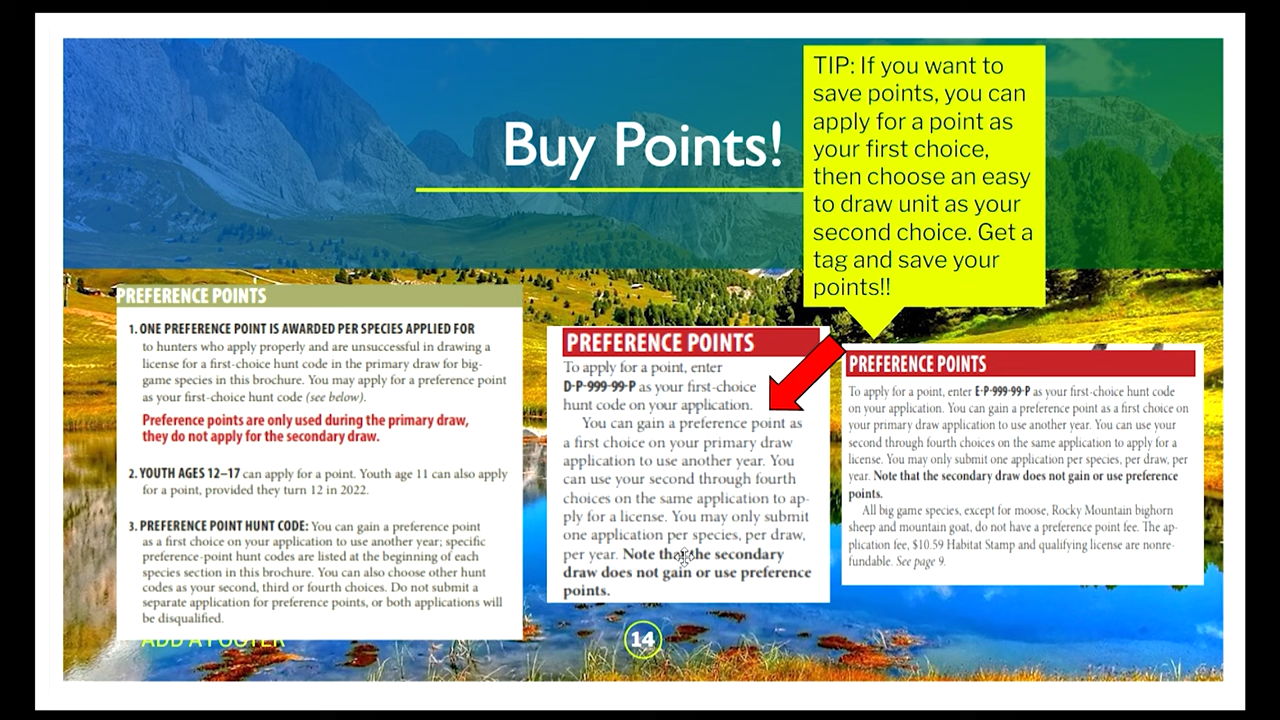 Buy Points!
TIP: If you want to
save points, you can
apply for a point as
your first choice,
then choose an easy
to draw unit as your
second choice. Get a
tag and save your
points!!
PREFERENCE POINTS
1. ONE PREFERENCE POINT IS AWARDED PER SPECIES APPLIED FOR
to hunters who apply properly and are unsuccessful in drawing a
license for a first-choice hunt code in the primary draw for big-
game species in this brochure. You may apply for a preference point
as your first-choice hunt code (see below).
Preference points are only used during the primary draw,
they do not apply for the secondary draw.
2. YOUTH AGES 12–17 can apply for a point. Youth age 11 can also apply
for a point, provided they turn 12 in 2022.
3. PREFERENCE POINT HUNT CODE: You can gain a preference point
as a first choice on your application to use another year; specific
preference-point hunt codes are listed at the beginning of each
species section in this brochure. You can also choose other hunt
codes as your second, third or fourth choices. Do not submit a
separate application for preference points, or both applications will
be disqualified.
PREFERENCE POINTS
To apply for a point, enter
D-P-999-99-P as your first-choice
hunt code on your application.
You can gain a preference point as
a first choice on your primary draw
application to use another year. You
can use your second through fourth
choices on the same application to ap-
ply for a license. You may only submit
one application per species, per draw,
per year. Note that the secondary
draw does not gain or use preference
points.
PREFERENCE POINTS
To apply for a point, enter E-P-999-99-P as your first-choice hunt code
on your application. You can gain a preference point as a first choice on
your primary draw application to use another year. You can use your
second through fourth choices on the same application to apply for a
license. You may only submit one application per species, per draw, per
year. Note that the secondary draw does not gain or use preference
points.
All big game species, except for moose, Rocky Mountain bighorn
sheep and mountain goat, do not have a preference point fee. The ap-
plication fee, $10.59 Habitat Stamp and qualifying license are nonre-
fundable. See page 9.
ADD A FOOTER
14